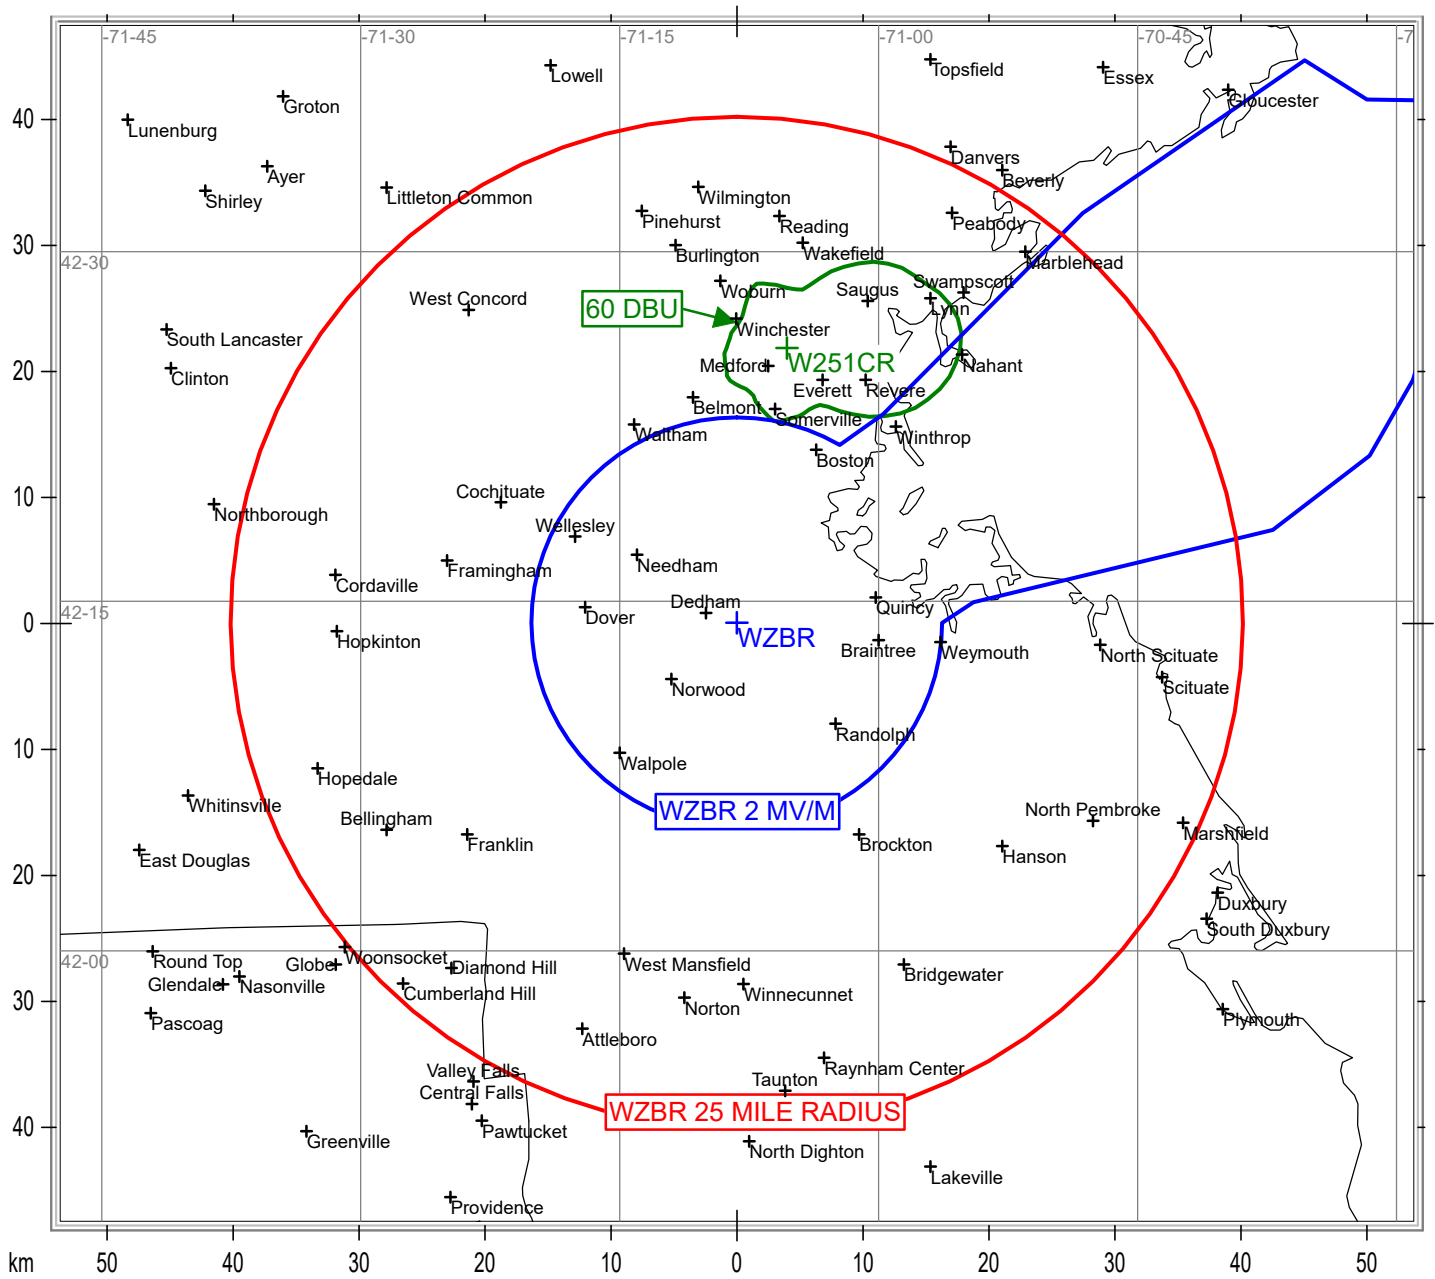 -71-45
-71-30
-71-15
-71-00
-70-45
-7
Topsfield
Lowell
Essex
Groton
Gloucester
40
Lunenburg
Danvers
Ayer
Beverly
Shirley
Littleton Common
Wilmington
Pinehurst
Reading
Peabody
30
Burlington
Wakefield
42-30
Marblehead
Swampscott
Woburn
Saugus
West Concord
60 DBU
Lynn
Winchester
South Lancaster
W251CR
Medford
Nahant
20
Clinton
Everett
Revere
Belmont
Somerville
Waltham
Winthrop
Boston
Cochituate
10
Northborough
Wellesley
Needham
Framingham
Cordaville
Dedham
Quincy
42-15
Dover
0
WZBR
Hopkinton
Braintree
Weymouth
North Scituate
Norwood
Scituate
Randolph
10
Walpole
Hopedale
Whitinsville
WZBR 2 MV/M
North Pembroke
Bellingham
Marshfield
Franklin
Brockton
Hanson
East Douglas
20
Duxbury
South Duxbury
42-00
Round Top
Globe
Woonsocket
Diamond Hill
West Mansfield
Bridgewater
Glendale
Nasonville
Cumberland Hill
Winnecunnet
30
Norton
Pascoag
Plymouth
Attleboro
Valley Falls
Raynham Center
Taunton
Central Falls
WZBR 25 MILE RADIUS
40
Pawtucket
Greenville
North Dighton
Lakeville
Providence
km
50
40
30
20
10
0
10
20
30
40
50